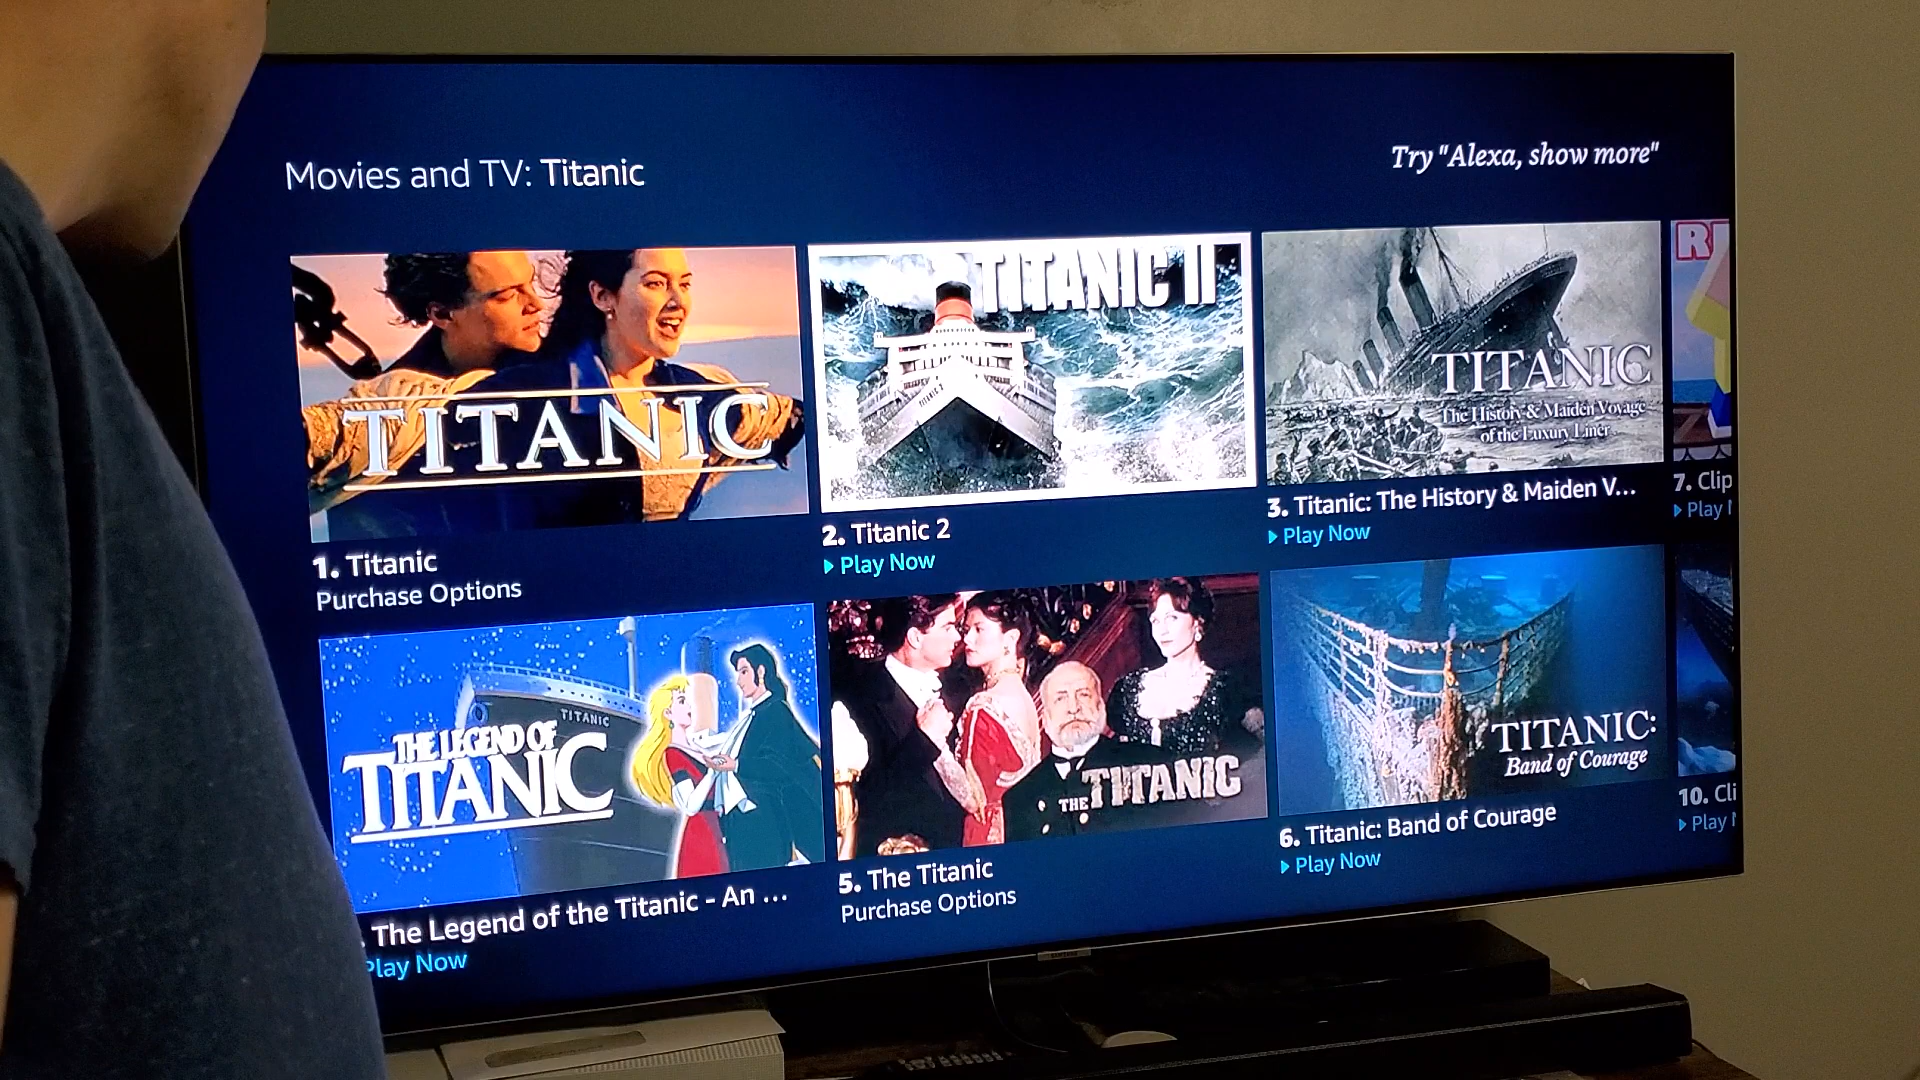 Movies and TV: Titanic
Try "Alexa, show more"
TITANIC
1. Titanic
Purchase Options
TITANIC II
2. Titanic 2
Play Now
TITANIC
The History & Maiden Voyage
of the Luxury Liner
3. Titanic: The History & Maiden V...
Play Now
7. Clip
Play
TITANIC
THE LEGEND OF
TITANIC
. The Legend of the Titanic - An ...
Play Now
THE TITANIC
5. The Titanic
Purchase Options
TITANIC:
Band of Courage
6. Titanic: Band of Courage
Play Now
10. Cli
Play